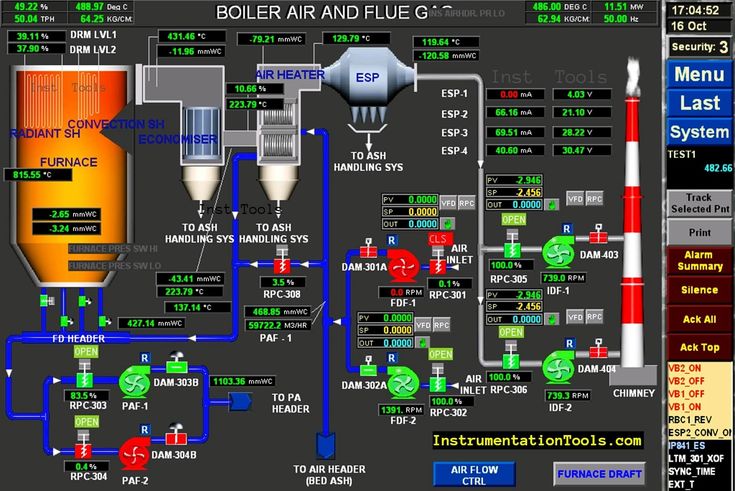 49.22 % 488.97 Deg C
50.04 TPH 64.25 KG/CM:
BOILER AIR AND FLUE GAS
INS AIRHDR. PR LO
486.00 DEG C 11.51 MW
62.94 KG/CM: 50.00 Hz
17:04:52
16 Oct
Security: 3
Menu
Last
System
TEST1
482.66
Track
Selected Pnt
Print
Alarm
Summary
Silence
Ack All
Ack Top
VB2_ON
VB2_OFF
VB1_OFF
VB1_ON
RBC1_REV
ESP2_CONV_ON
IP841_ES
LTM_301_XOF
SYNC_TIME
EXT_T
39.11 % DRM LVL1
37.90 % DRM LVL2
431.46 °C
-11.96 mmWC
-79.21 mmWC
129.79 °C
119.64 °C
-120.58 mmWC
Inst Tools
RADIANT SH
CONVECTION SH
FURNACE
815.55 °C
-2.65 mmWC
-3.24 mmWC
FURNACE PRES SW HI
FURNACE PRES SW LO
ECONOMISER
AIR HEATER
10.66 %
223.79 °C
ESP
TO ASH
HANDLING SYS
Inst Tools
ESP-1 0.00 mA 4.03 V
ESP-2 66.16 mA 21.10 V
ESP-3 69.51 mA 28.22 V
ESP-4 40.60 mA 30.47 V
Inst Tools
TO ASH
HANDLING SYS
TO ASH
HANDLING SYS
-43.41 mmWC
223.79 °C
137.14 °C
3.5 %
RPC-308
468.85 mmWC
59722.2 M3/HR
PAF - 1
427.14 mmWC
FD HEADER
PV 0.0000
SP 0.0000
OUT 0.0000
VFD RPC
R
CLS
AIR
INLET
DAM-301A
0.0 RPM
FDF-1
0.1 %
RPC-301
PV 0.0000
SP 0.0000
OUT 0.0000
VFD RPC
R
OPEN
AIR
INLET
DAM-302A
1391. RPM
FDF-2
100.0 %
RPC-302
PV -2.946
SP -2.456
OUT 0.0000
VFD RPC
OPEN
R
100.0 %
RPC-305
739.0 RPM
IDF-1
DAM-403
PV -2.946
SP -2.456
OUT 0.0000
VFD RPC
OPEN
R
100.0 %
RPC-306
739.3 RPM
IDF-2
DAM-404
CHIMNEY
OPEN
R
83.5 %
RPC-303
PAF-1
DAM-303B
1103.36 mmWC
TO PA
HEADER
OPEN
R
0.4 %
RPC-304
PAF-2
DAM-304B
TO AIR HEADER
(BED ASH)
InstrumentationTools.com
AIR FLOW
CTRL
FURNACE DRAFT